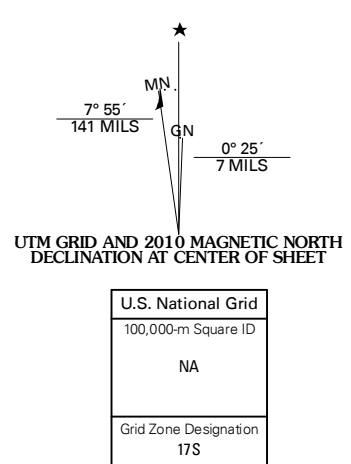 ★
MN
7° 55´
141 MILS
GN
0° 25´
7 MILS
UTM GRID AND 2010 MAGNETIC NORTH
DECLINATION AT CENTER OF SHEET
U.S. National Grid
100,000-m Square ID
NA
Grid Zone Designation
17S